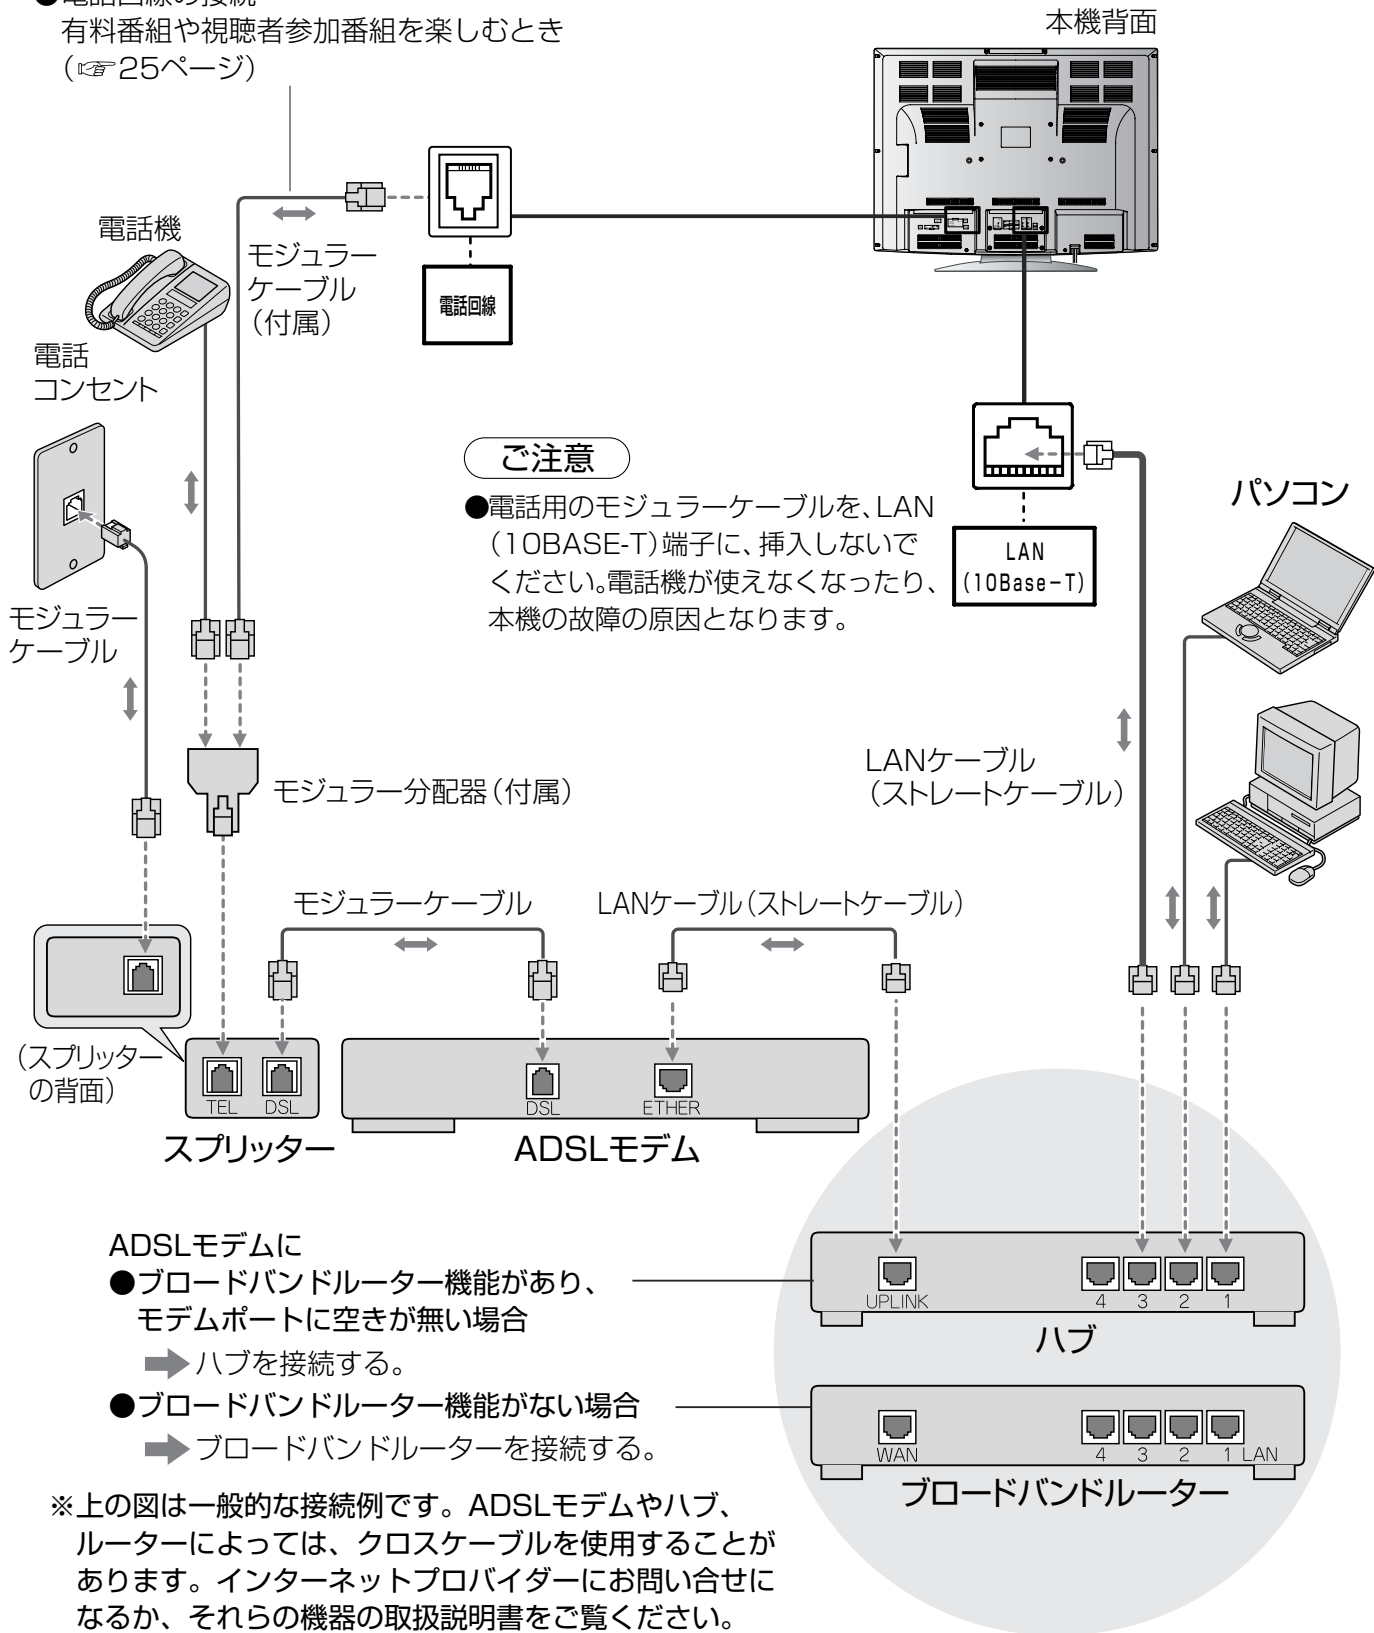 ●電話回線の接続
有料番組や視聴者参加番組を楽しむとき
(☞25ページ)
本機背面
電話機
モジュラー
ケーブル
(付属)
電話回線
電話
コンセント
ご注意
●電話用のモジュラーケーブルを、LAN
(10BASE-T)端子に、挿入しないで
ください。電話機が使えなくなったり、
本機の故障の原因となります。
LAN
(10Base-T)
パソコン
モジュラー
ケーブル
モジュラー分配器(付属)
LANケーブル
(ストレートケーブル)
モジュラーケーブル
LANケーブル(ストレートケーブル)
(スプリッター
の背面)
TEL DSL
スプリッター
DSL ETHER
ADSLモデム
ADSLモデムに
●ブロードバンドルーター機能があり、
モデムポートに空きが無い場合
➡ハブを接続する。
●ブロードバンドルーター機能がない場合
➡ブロードバンドルーターを接続する。
UPLINK 4 3 2 1
ハブ
WAN 4 3 2 1 LAN
ブロードバンドルーター
※上の図は一般的な接続例です。ADSLモデムやハブ、
ルーターによっては、クロスケーブルを使用することが
あります。インターネットプロバイダーにお問い合せに
なるか、それらの機器の取扱説明書をご覧ください。